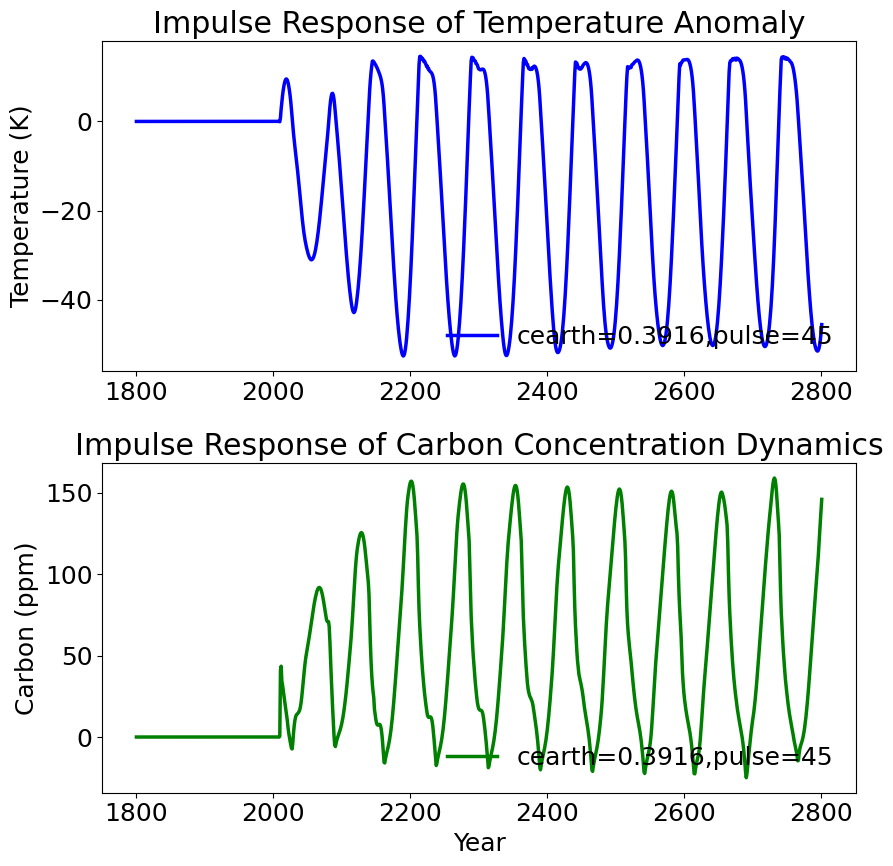 Impulse Response of Temperature Anomaly
Temperature (K)
0
−20
−40
cearth=0.3916,pulse=45
1800 2000 2200 2400 2600 2800
Impulse Response of Carbon Concentration Dynamics
Carbon (ppm)
150
100
50
0
cearth=0.3916,pulse=45
1800 2000 2200 2400 2600 2800
Year